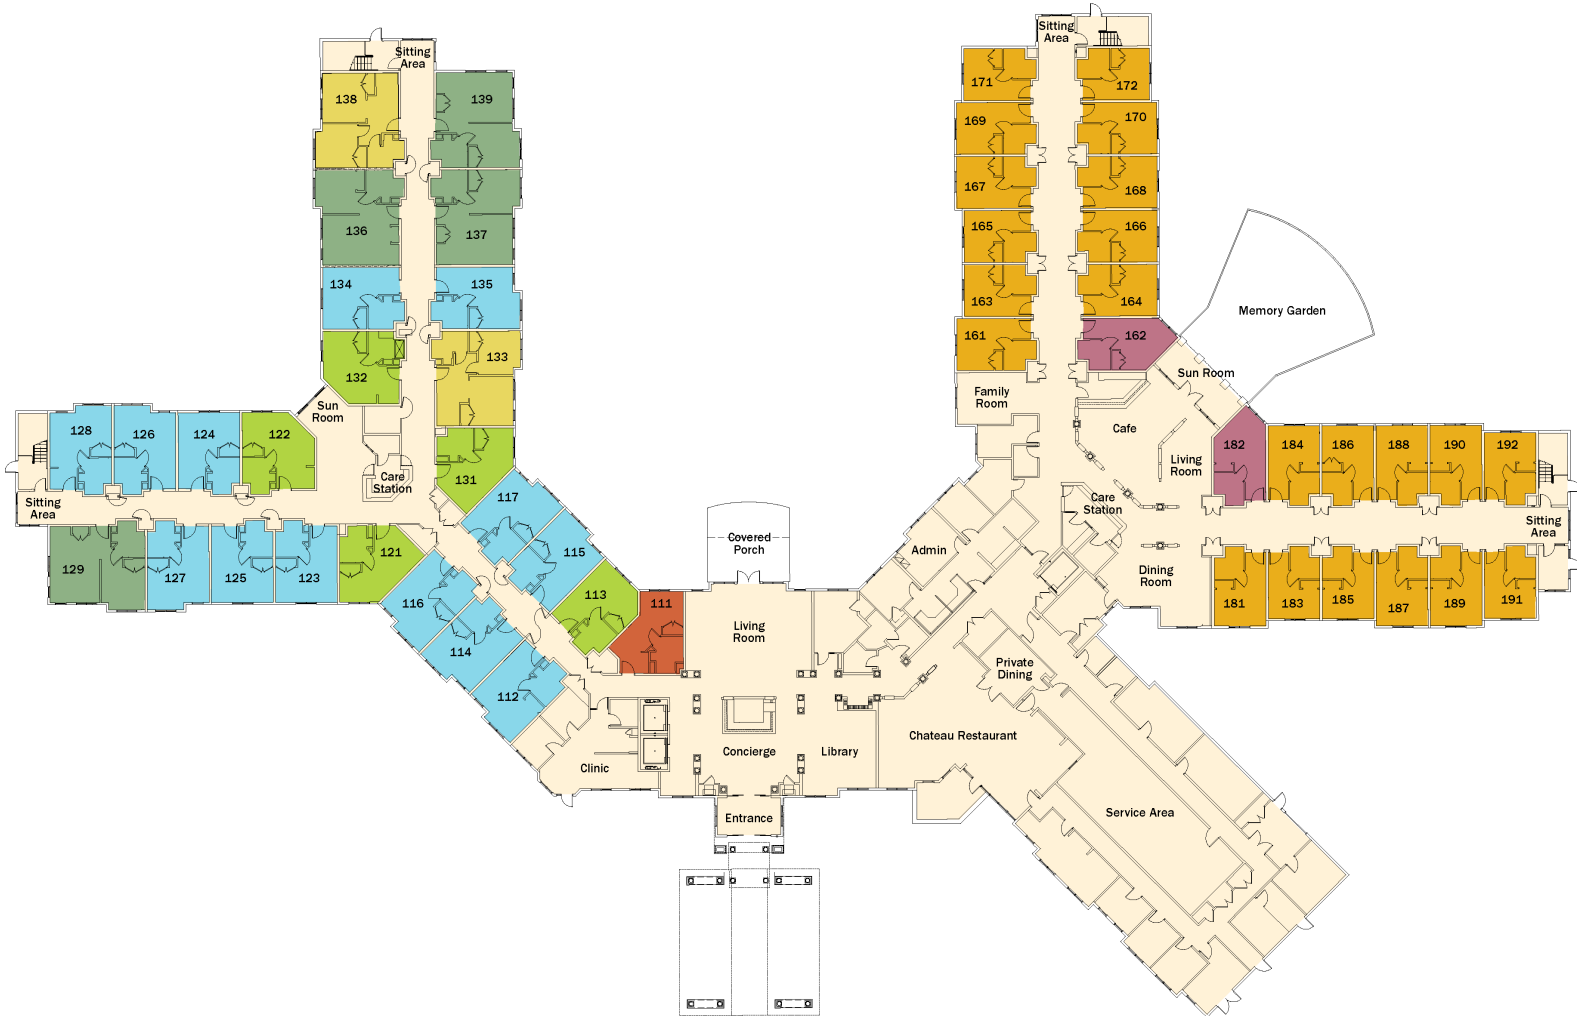 Sitting
Area
138
139
136
137
134
135
133
132
Sun
Room
128
126
124
122
131
Care
Station
Sitting
Area
117
129
127
125
123
121
115
116
113
111
114
112
Clinic
Covered
Porch
Living
Room
Concierge
Library
Entrance
Sitting
Area
171
172
169
170
167
168
165
166
163
164
161
162
Memory Garden
Sun Room
Family
Room
Cafe
Living
Room
182
184
186
188
190
192
Care
Station
Sitting
Area
Admin
Dining
Room
181
183
185
187
189
191
Private
Dining
Chateau Restaurant
Service Area